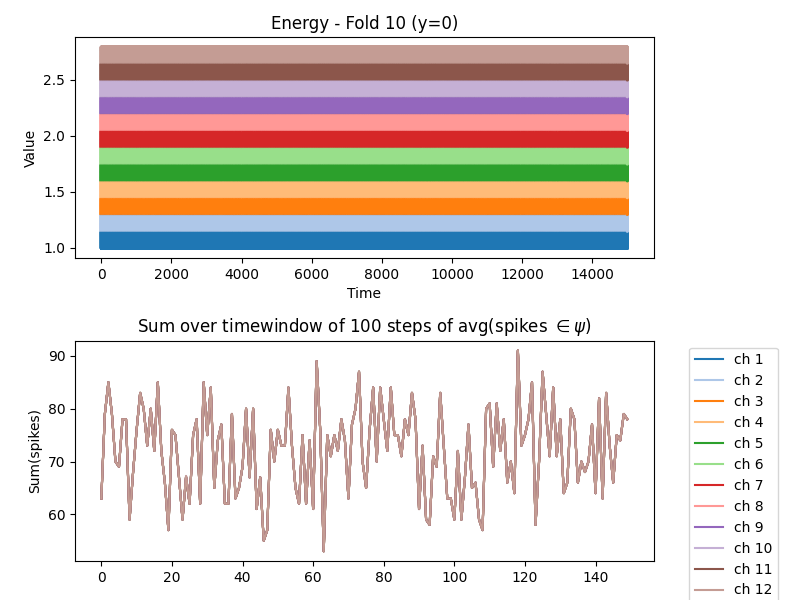 Energy - Fold 10 (y=0)
Value
2.5
2.0
1.5
1.0
0 2000 4000 6000 8000 10000 12000 14000
Time
Sum over timewindow of 100 steps of avg(spikes ∈ ψ)
Sum(spikes)
90
80
70
60
0 20 40 60 80 100 120 140
ch 1
ch 2
ch 3
ch 4
ch 5
ch 6
ch 7
ch 8
ch 9
ch 10
ch 11
ch 12